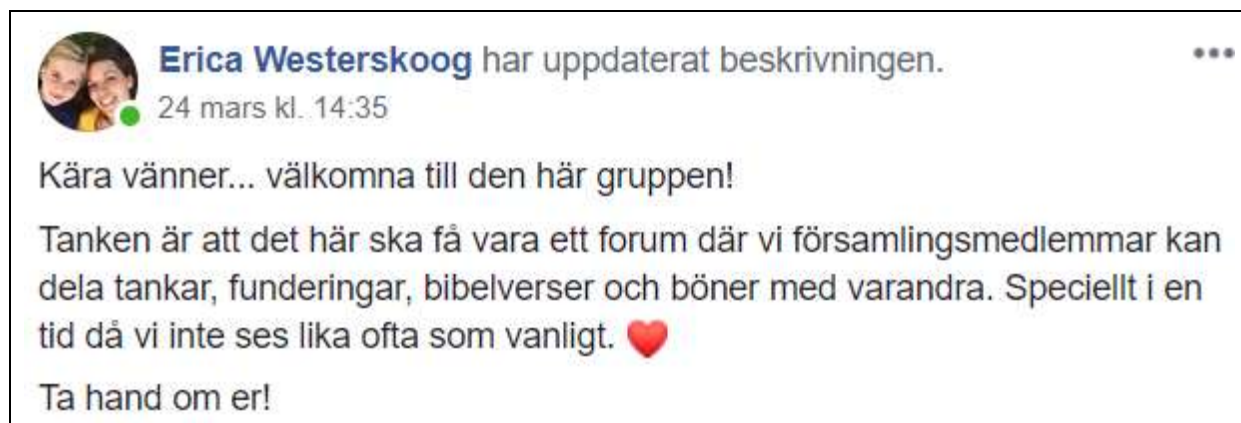 Erica Westerskoog har uppdaterat beskrivningen.
24 mars kl. 14:35
Kära vänner... välkomna till den här gruppen!
Tanken är att det här ska få vara ett forum där vi församlingsmedlemmar kan
dela tankar, funderingar, bibelverser och böner med varandra. Speciellt i en
tid då vi inte ses lika ofta som vanligt. ❤️
Ta hand om er!